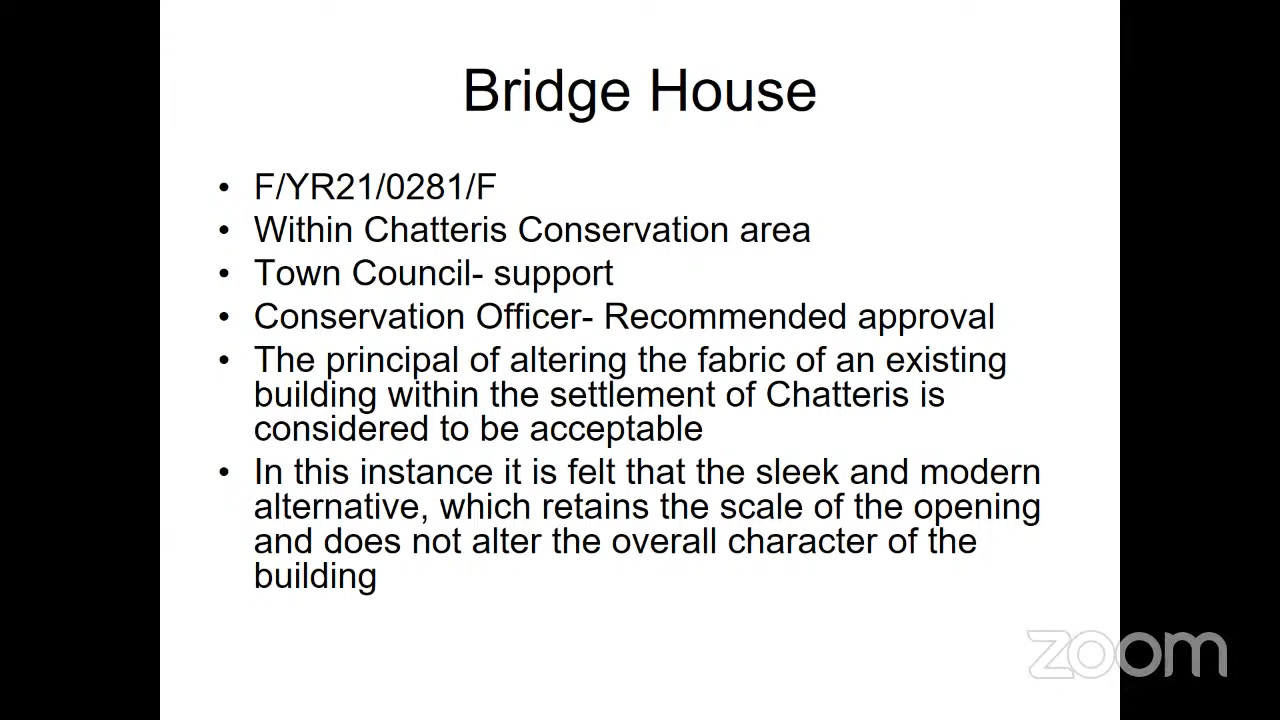 Bridge House
• F/YR21/0281/F
• Within Chatteris Conservation area
• Town Council- support
• Conservation Officer- Recommended approval
• The principal of altering the fabric of an existing
building within the settlement of Chatteris is
considered to be acceptable
• In this instance it is felt that the sleek and modern
alternative, which retains the scale of the opening
and does not alter the overall character of the
building
zoom